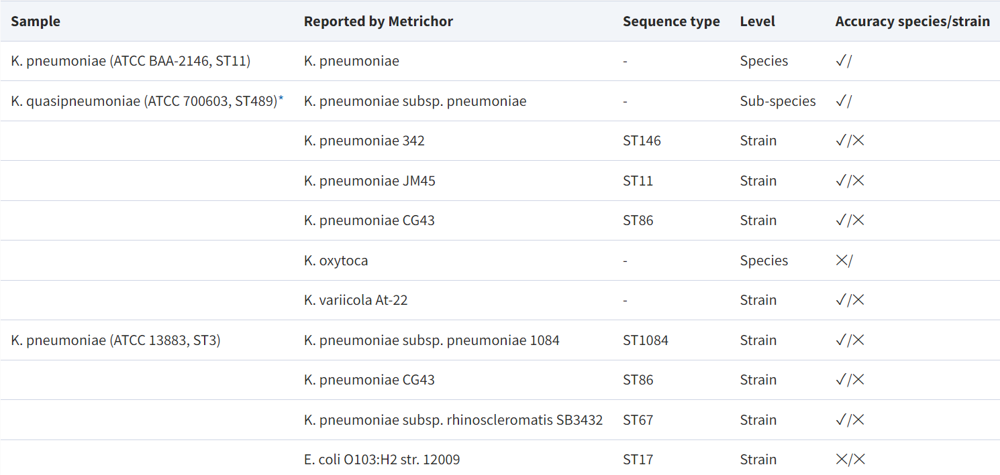 Sample Reported by Metrichor Sequence type Level Accuracy species/strain
K. pneumoniae (ATCC BAA-2146, ST11) K. pneumoniae - Species ✓/
K. quasipneumoniae (ATCC 700603, ST489)* K. pneumoniae subsp. pneumoniae - Sub-species ✓/
K. pneumoniae 342 ST146 Strain ✓/✕
K. pneumoniae JM45 ST11 Strain ✓/✕
K. pneumoniae CG43 ST86 Strain ✓/✕
K. oxytoca - Species ✕/
K. variicola At-22 - Strain ✓/✕
K. pneumoniae (ATCC 13883, ST3) K. pneumoniae subsp. pneumoniae 1084 ST1084 Strain ✓/✕
K. pneumoniae CG43 ST86 Strain ✓/✕
K. pneumoniae subsp. rhinoscleromatis SB3432 ST67 Strain ✓/✕
E. coli O103:H2 str. 12009 ST17 Strain ✕/✕